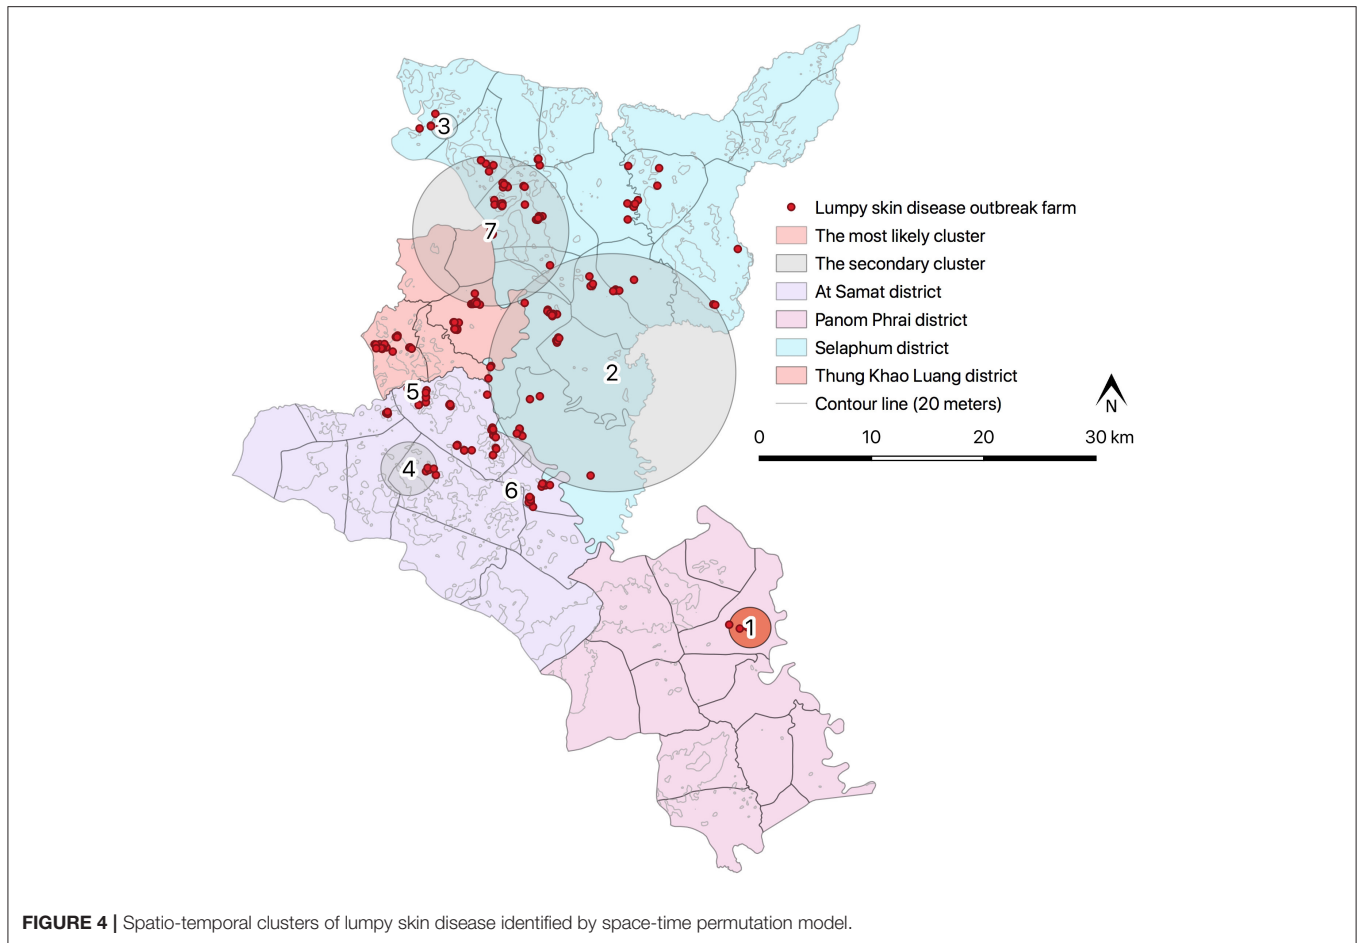 3
7
2
5
4
6
1
Lumpy skin disease outbreak farm
The most likely cluster
The secondary cluster
At Samat district
Panom Phrai district
Selaphum district
Thung Khao Luang district
Contour line (20 meters)
N
0 10 20 30 km
FIGURE 4 | Spatio-temporal clusters of lumpy skin disease identified by space-time permutation model.